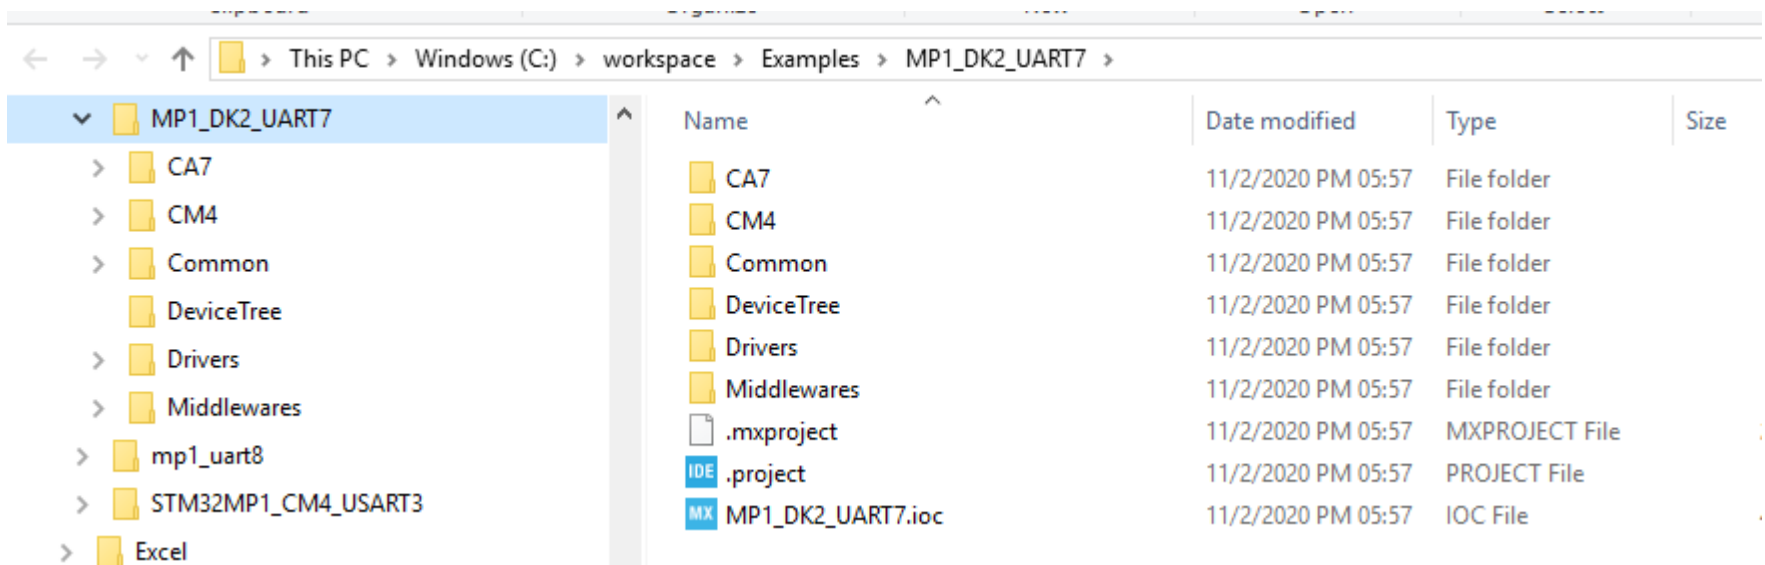 This PC > Windows (C:) > workspace > Examples > MP1_DK2_UART7 >
MP1_DK2_UART7
CA7
CM4
Common
DeviceTree
Drivers
Middlewares
mp1_uart8
STM32MP1_CM4_USART3
Excel
Name Date modified Type Size
CA7 11/2/2020 PM 05:57 File folder
CM4 11/2/2020 PM 05:57 File folder
Common 11/2/2020 PM 05:57 File folder
DeviceTree 11/2/2020 PM 05:57 File folder
Drivers 11/2/2020 PM 05:57 File folder
Middlewares 11/2/2020 PM 05:57 File folder
.mxproject 11/2/2020 PM 05:57 MXPROJECT File
IDE .project 11/2/2020 PM 05:57 PROJECT File
MX MP1_DK2_UART7.ioc 11/2/2020 PM 05:57 IOC File